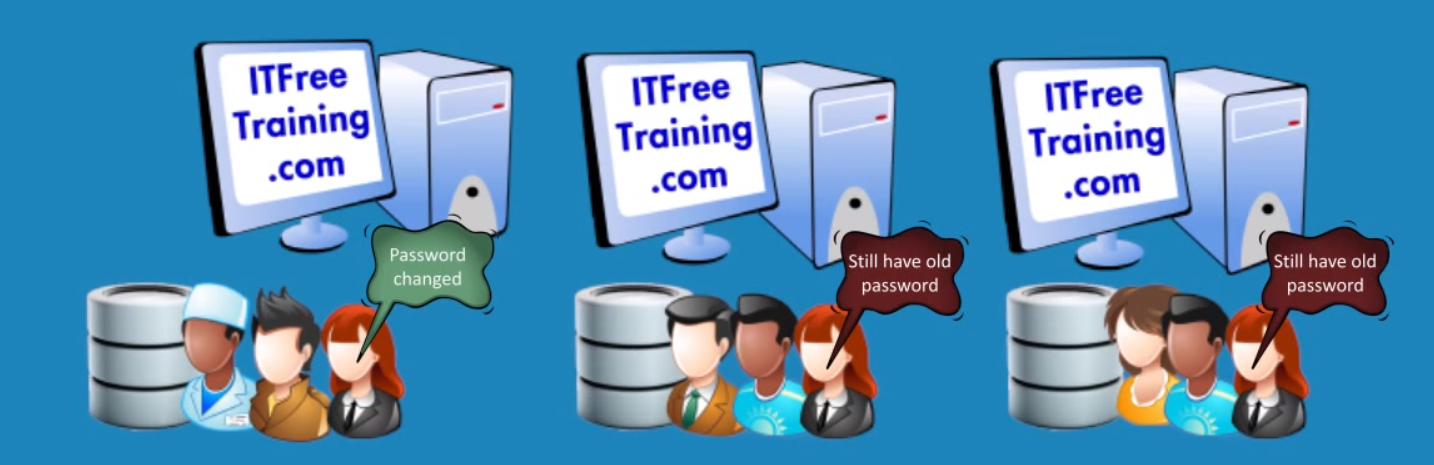 ITFree
Training
.com
ITFree
Training
.com
ITFree
Training
.com
Password
changed
Still have old
password
Still have old
password